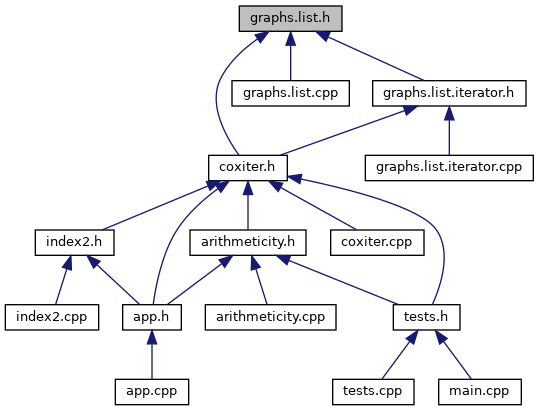 graphs.list.h
graphs.list.cpp
graphs.list.iterator.h
coxiter.h
graphs.list.iterator.cpp
index2.h
arithmeticity.h
coxiter.cpp
index2.cpp
app.h
arithmeticity.cpp
tests.h
app.cpp
tests.cpp
main.cpp